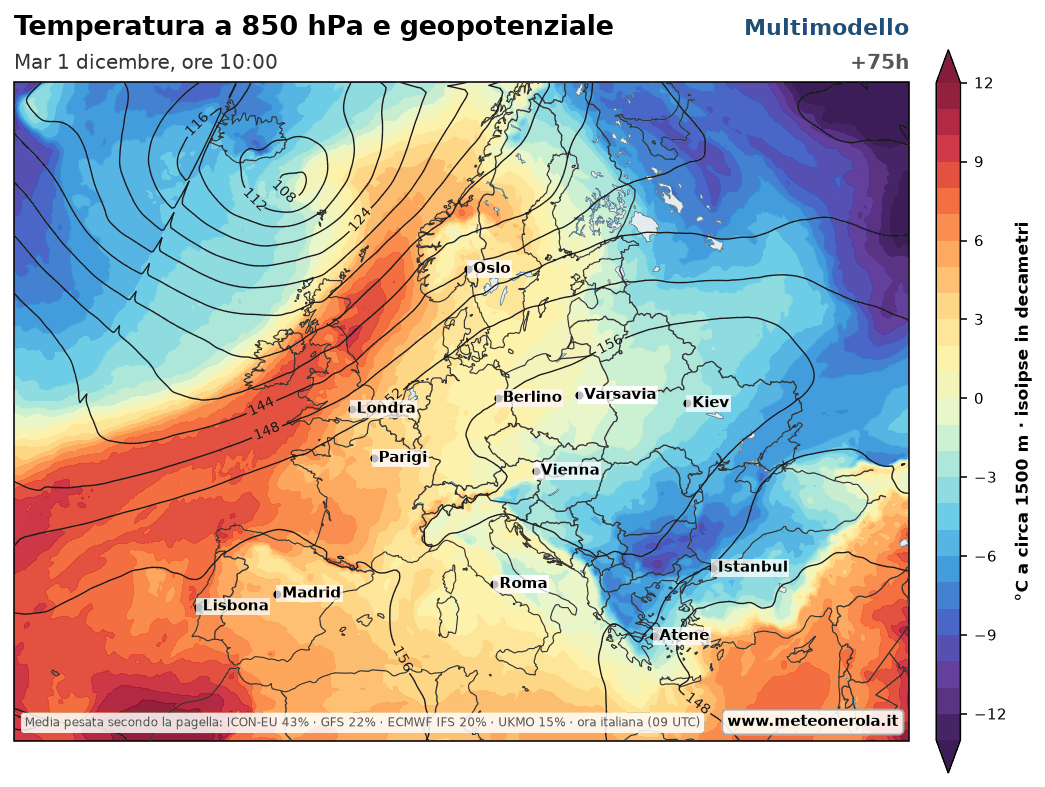 Temperatura a 850 hPa e geopotenziale
Multimodello
Mar 1 dicembre, ore 10:00
+75h
116
112
108
124
Oslo
156
152
144
148
Londra
Berlino
Varsavia
Kiev
Parigi
Vienna
Istanbul
Roma
Madrid
Lisbona
Atene
156
148
Media pesata secondo la pagella: ICON-EU 43% · GFS 22% · ECMWF IFS 20% · UKMO 15% · ora italiana (09 UTC)
www.meteonerola.it
12
9
6
3
0
−3
−6
−9
−12
°C a circa 1500 m · isoipse in decametri